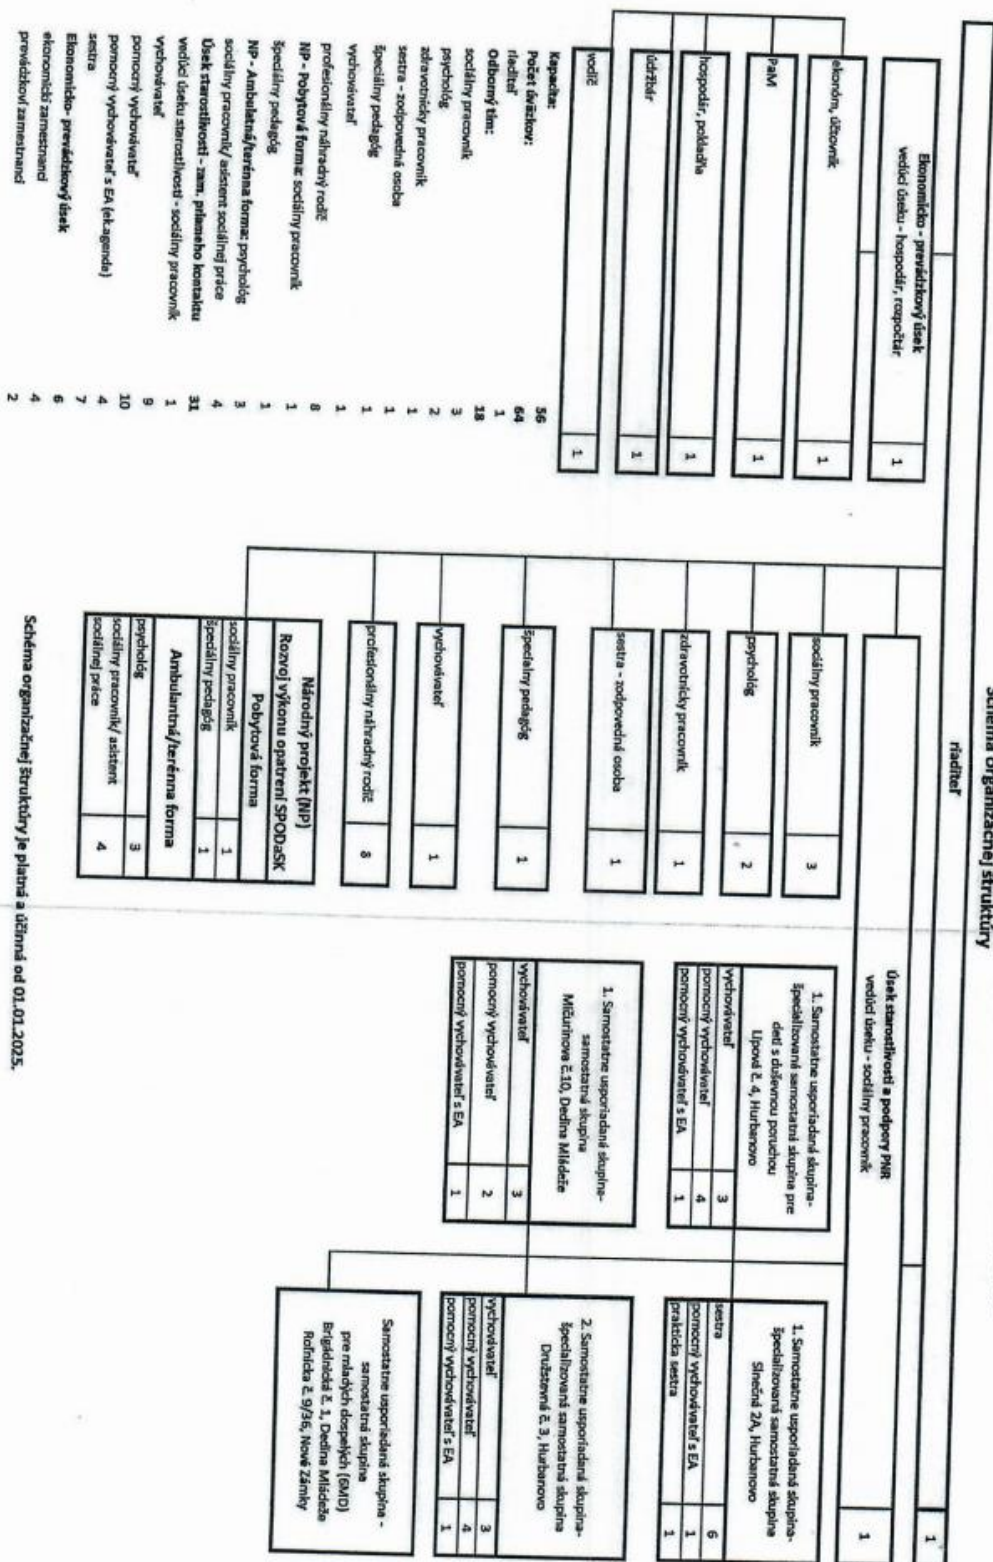 Schéma organizačnej štruktúry
riaditeľ
1
Ekonomicko - prevádzkový úsek
vedúci úseku - hospodár, rozpočtár
1
ekonóm, účtovník
1
PaM
1
hospodár, pokladňa
1
údržbár
1
vodič
1
sociálny pracovník
3
psychológ
2
zdravotnícky pracovník
1
sestra - zodpovedná osoba
1
špeciálny pedagóg
1
vychovávateľ
1
profesionálny náhradný rodič
8
Národný projekt (NP)
Rozvoj výkonu opatrení SPODaSK
Pobytová forma
sociálny pracovník
1
špeciálny pedagóg
1
Ambulantná/terénna forma
psychológ
3
sociálny pracovník/ asistent
sociálnej práce
4
Úsek starostlivosti a podpory PNR
vedúci úseku - sociálny pracovník
1
1. Samostatne usporiadaná skupina-
špecializovaná samostatná skupina pre
deti s duševnou poruchou
Lipová č. 4, Hurbanovo
vychovávateľ
3
pomocný vychovávateľ
4
pomocný vychovávateľ s EA
1
1. Samostatne usporiadaná skupina-
špecializovaná samostatná skupina
Slnečná 2A, Hurbanovo
sestra
6
pomocný vychovávateľ s EA
1
praktická sestra
1
1. Samostatne usporiadaná skupina-
samostatná skupina
Mičurinova č.10, Dedina Mládeže
vychovávateľ
3
pomocný vychovávateľ
2
pomocný vychovávateľ s EA
1
2. Samostatne usporiadaná skupina-
špecializovaná samostatná skupina
Družstevná č. 3, Hurbanovo
vychovávateľ
3
pomocný vychovávateľ
4
pomocný vychovávateľ s EA
1
Samostatne usporiadaná skupina -
samostatná skupina
pre mladých dospelých (6MD)
Brigádnická č. 1, Dedina Mládeže
Roľnícka č. 9/36, Nové Zámky
Kapacita: 56
Počet úväzkov: 64
riaditeľ 1
Odborný tím: 18
sociálny pracovník 3
psychológ 2
zdravotnícky pracovník 1
sestra - zodpovedná osoba 1
špeciálny pedagóg 1
vychovávateľ 1
profesionálny náhradný rodič 8
NP - Pobytová forma: sociálny pracovník 1
špeciálny pedagóg 1
NP - Ambulatná/terénna forma: psychológ 3
sociálny pracovník/ asistent sociálnej práce 4
Úsek starostlivosti - zam. priameho kontaktu 31
vedúci úseku starostlivosti - sociálny pracovník 1
vychovávateľ 9
pomocný vychovávateľ 10
pomocný vychovávateľ s EA (ek.agenda) 4
sestra 7
Ekonomicko- prevádzkový úsek 6
ekonomickí zamestnanci 4
prevádzkoví zamestnanci 2
Schéma organizačnej štruktúry je platná a účinná od 01.01.2025.